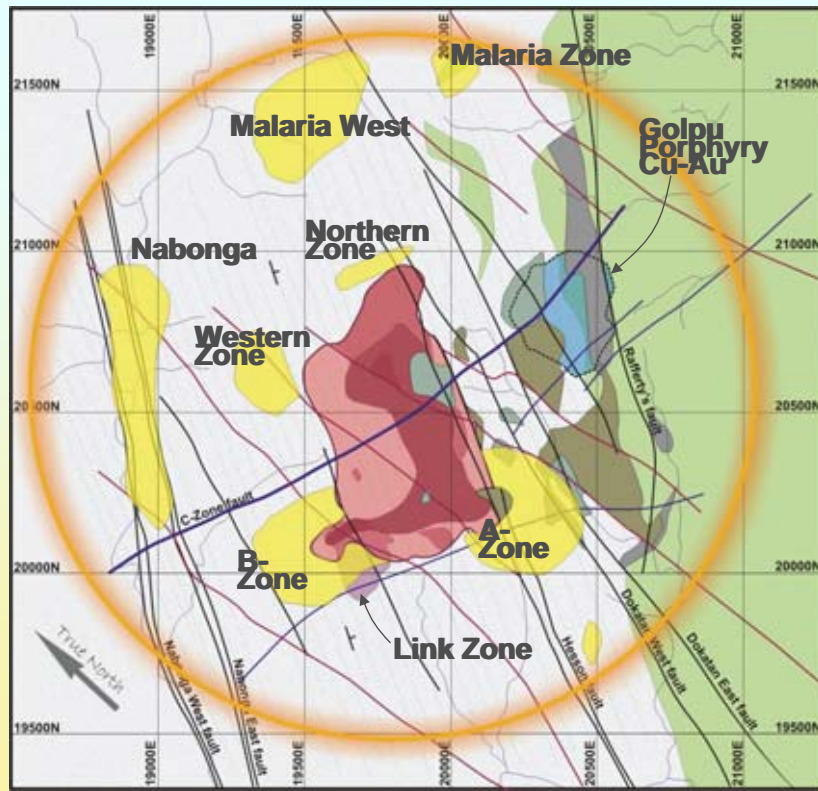 19000E
19500E
20000E
20500E
21000E
21500N
Malaria Zone
Malaria West
Golpu
Porphyry
Cu-Au
21000N
21000N
Northern
Zone
Nabonga
Western
Zone
Rafferty's fault
20500N
20500N
C-Zone fault
A-
Zone
B-
Zone
20000N
20000N
Link Zone
True North
Nabonga West fault
Nabonga East fault
Hesson fault
Dokatan West fault
Dokatan East fault
19500N
19500N
19000E
19500E
20000E
20500E
21000E
21500N